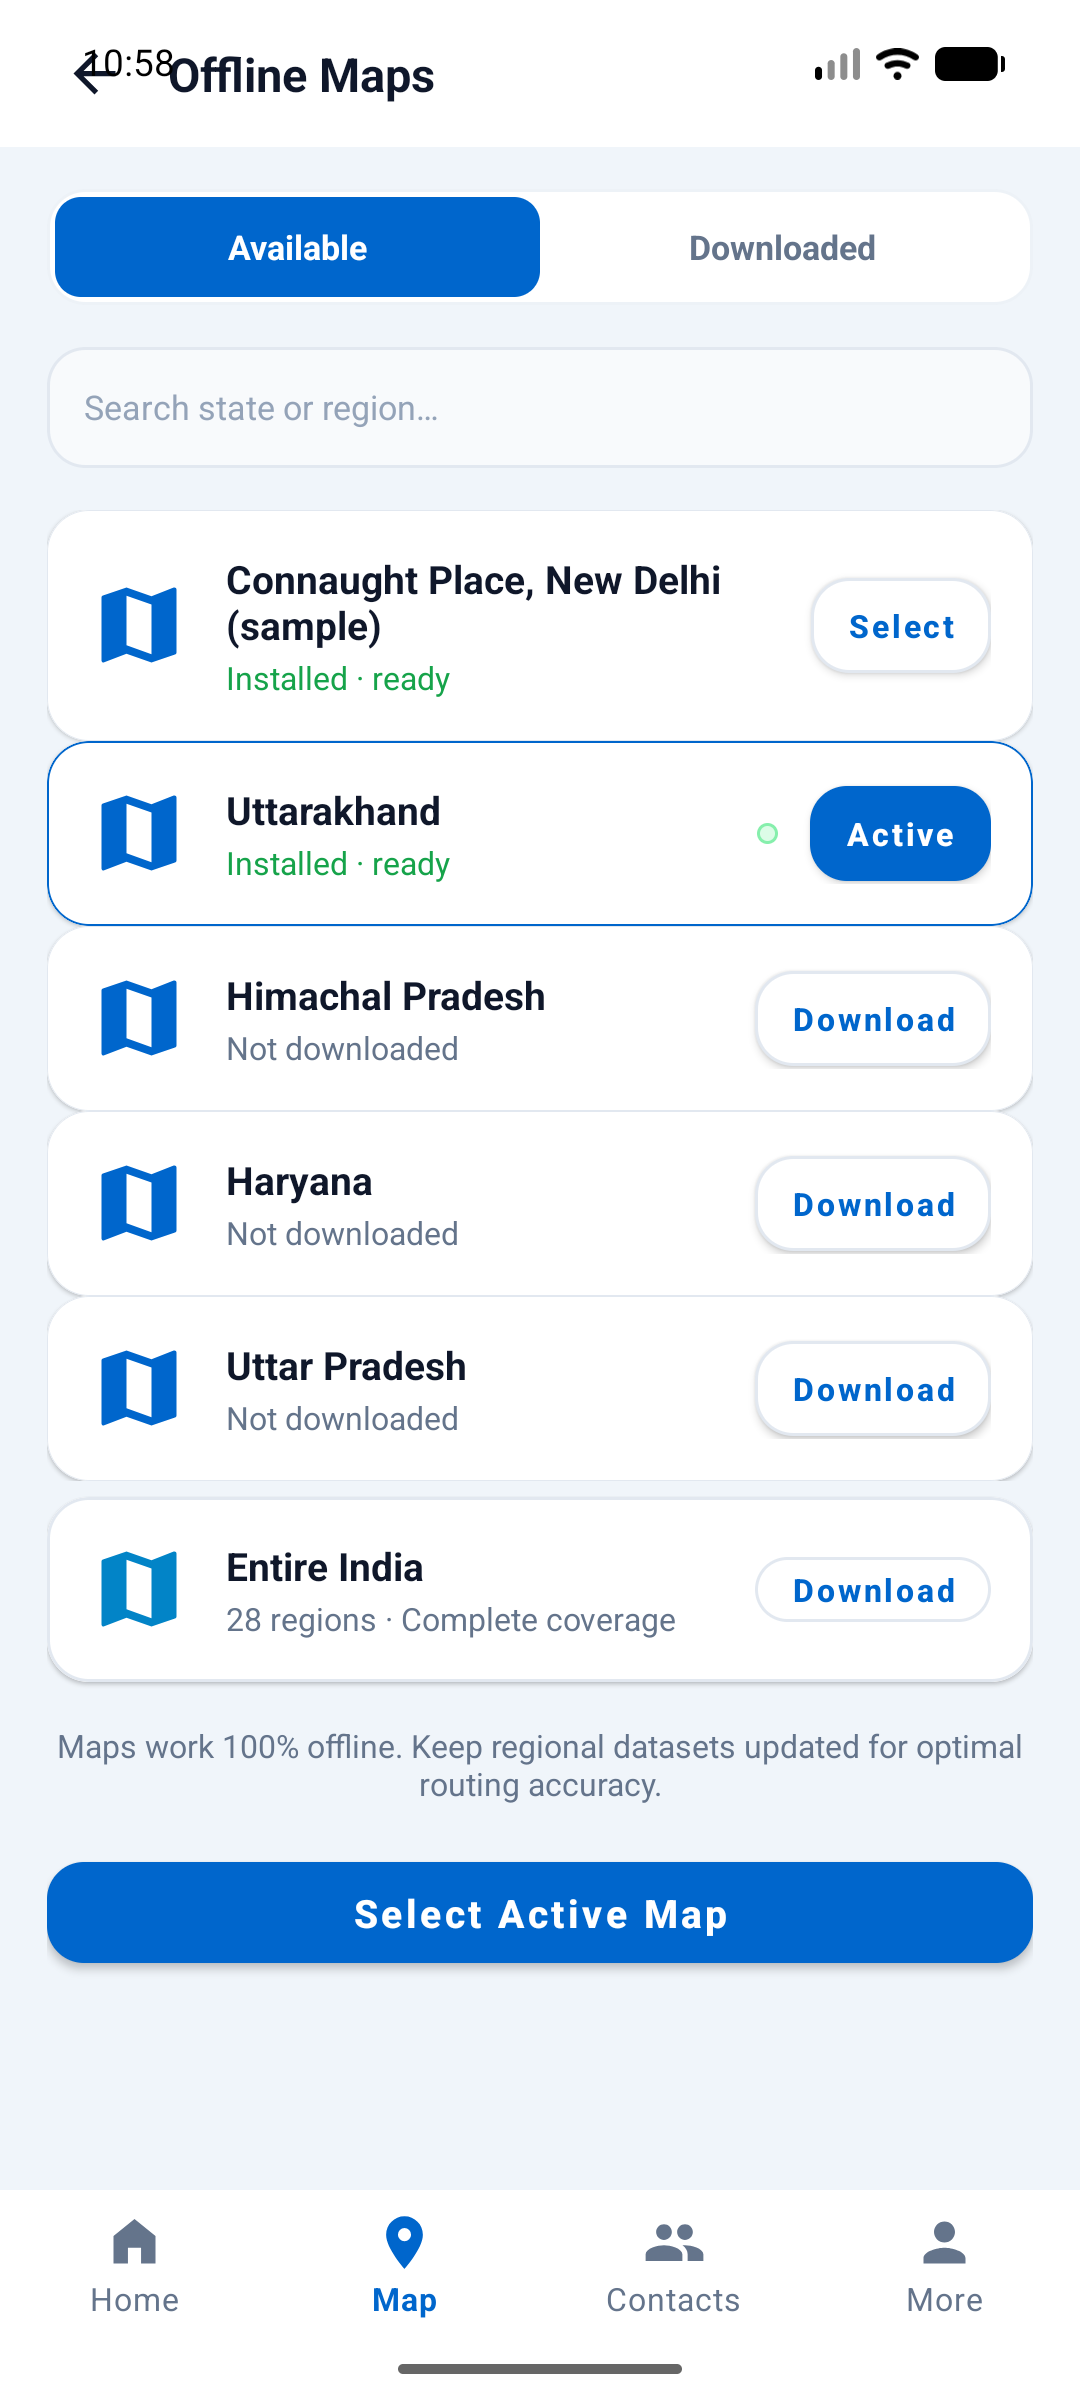 10:58
Offline Maps
Available
Downloaded
Search state or region...
Connaught Place, New Delhi
(sample)
Installed · ready
Select
Uttarakhand
Installed · ready
Active
Himachal Pradesh
Not downloaded
Download
Haryana
Not downloaded
Download
Uttar Pradesh
Not downloaded
Download
Entire India
28 regions · Complete coverage
Download
Maps work 100% offline. Keep regional datasets updated for optimal
routing accuracy.
Select Active Map
Home
Map
Contacts
More